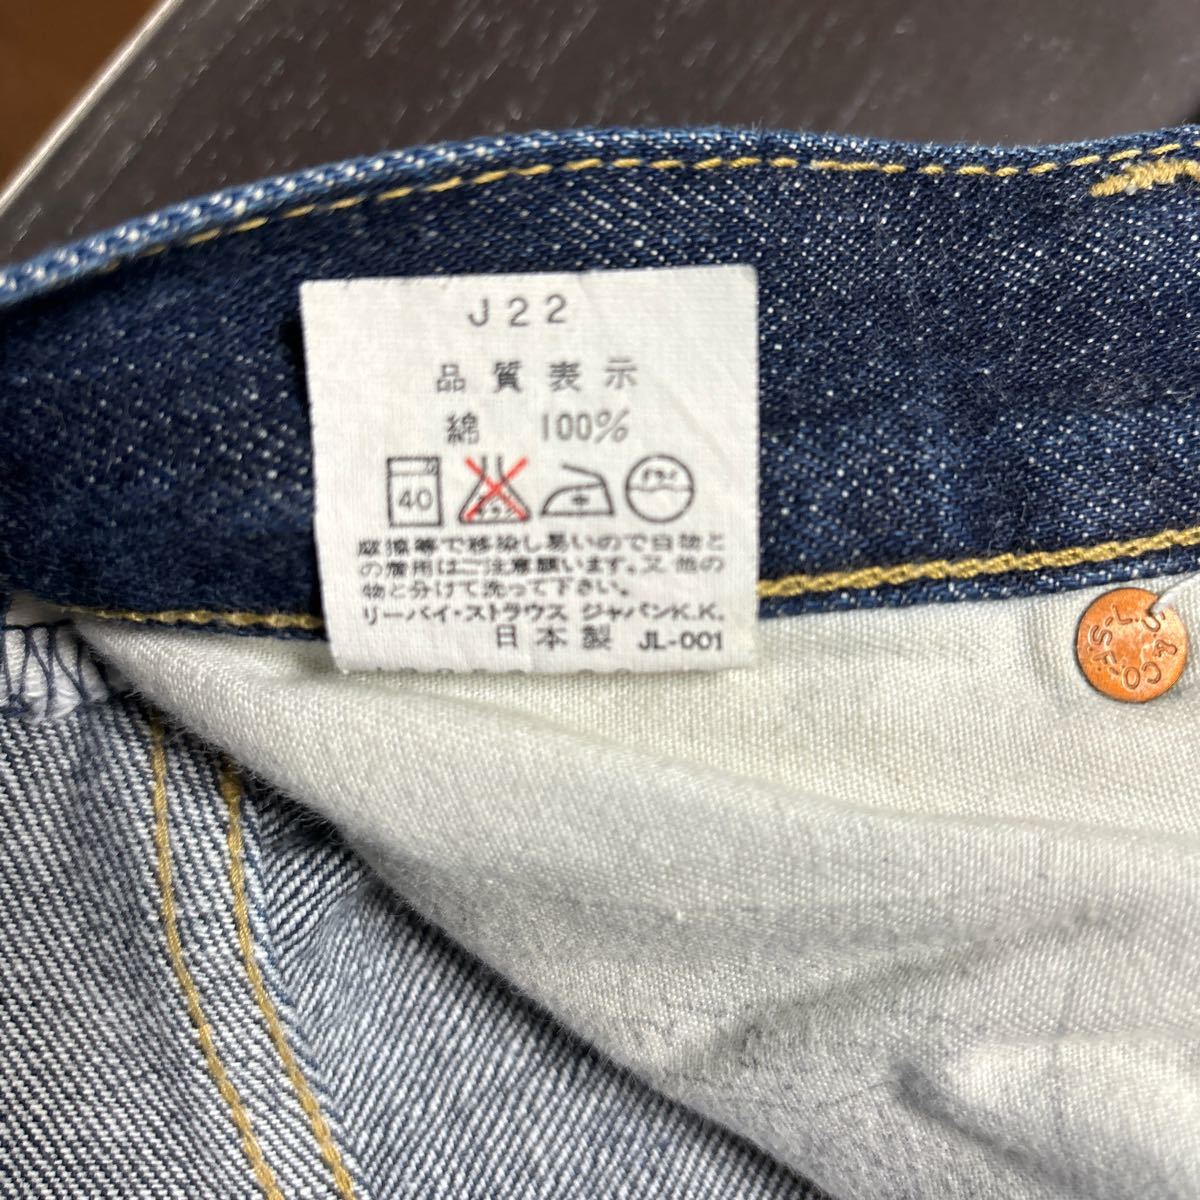 J22
品質表示
綿 100%
40 ドライ
摩擦等で移染し易いので白物と
の着用はご注意願います。又 他の
物と分けて洗って下さい。
リーバイ・ストラウス ジャパンK.K.
日本製 JL-001
L.S. & CO-S.F-